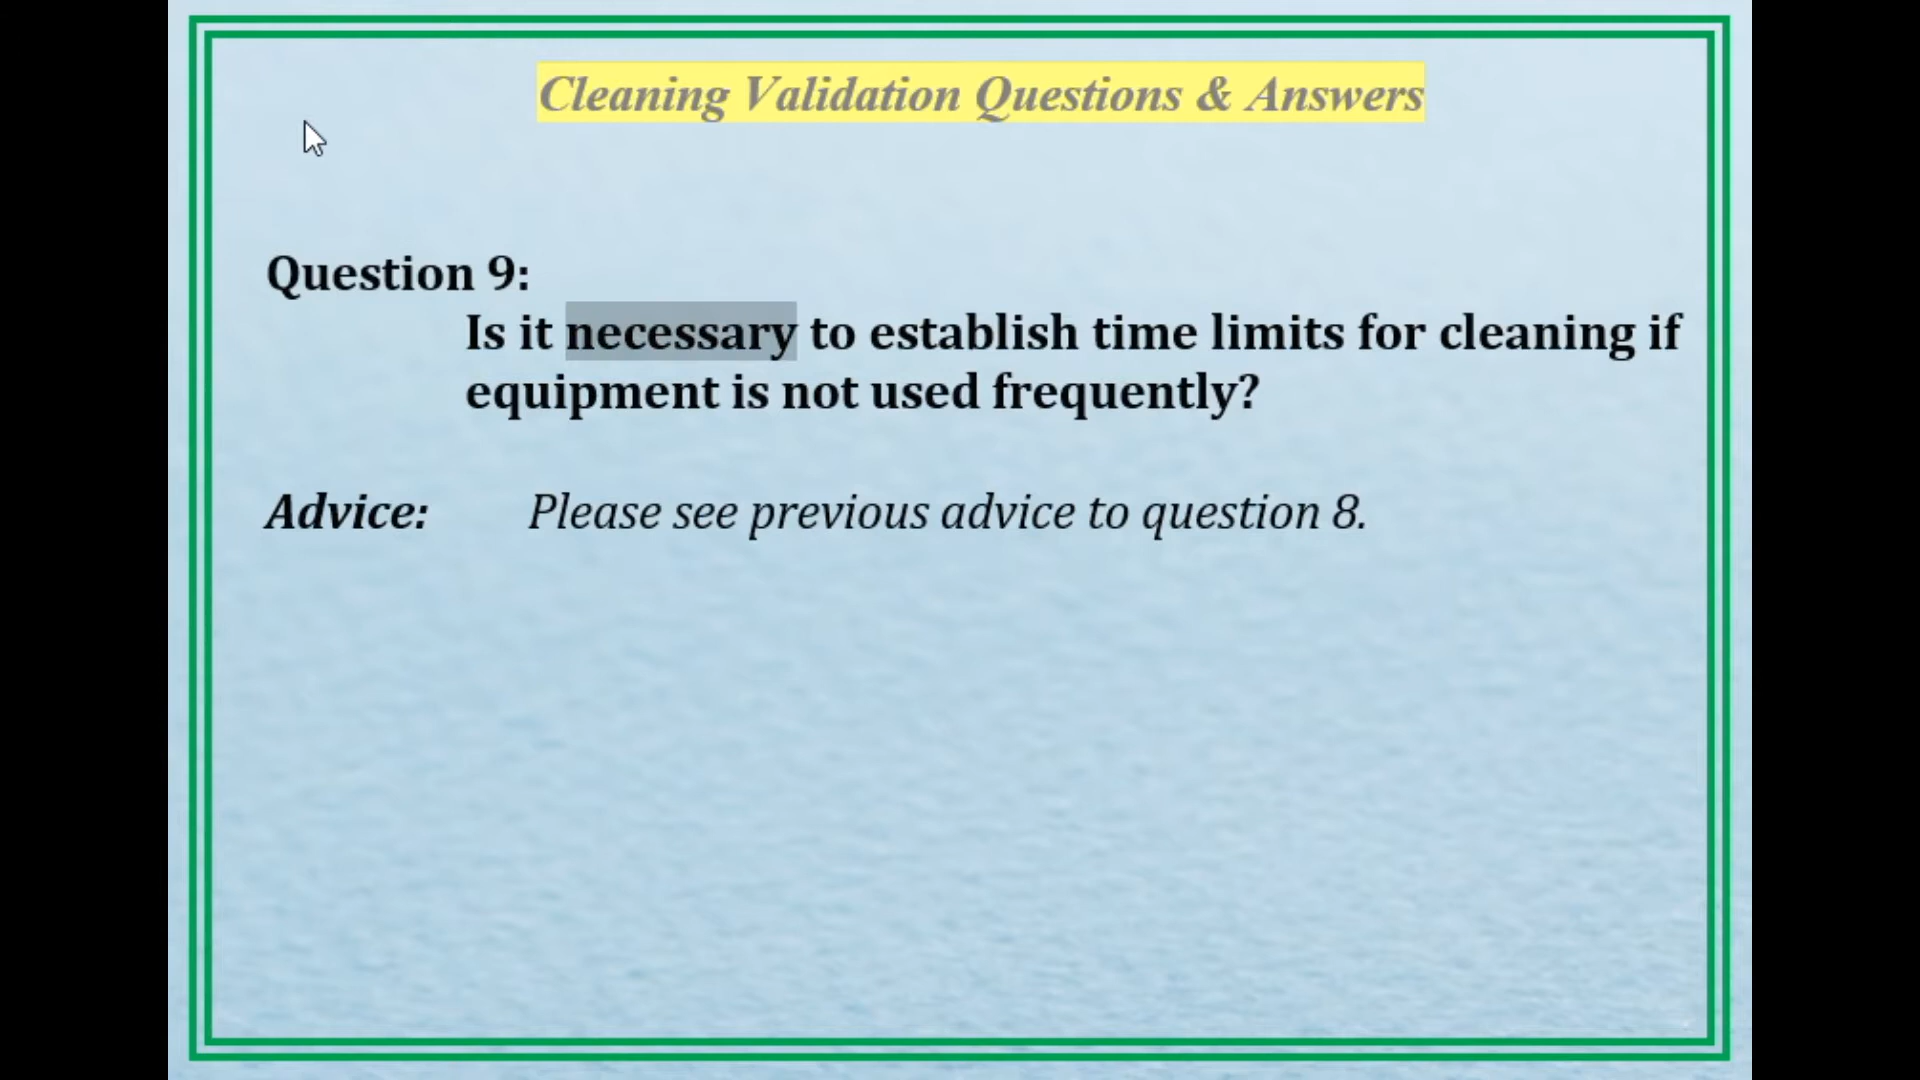 Cleaning Validation Questions & Answers
Question 9:
Is it necessary to establish time limits for cleaning if
equipment is not used frequently?
Advice: Please see previous advice to question 8.